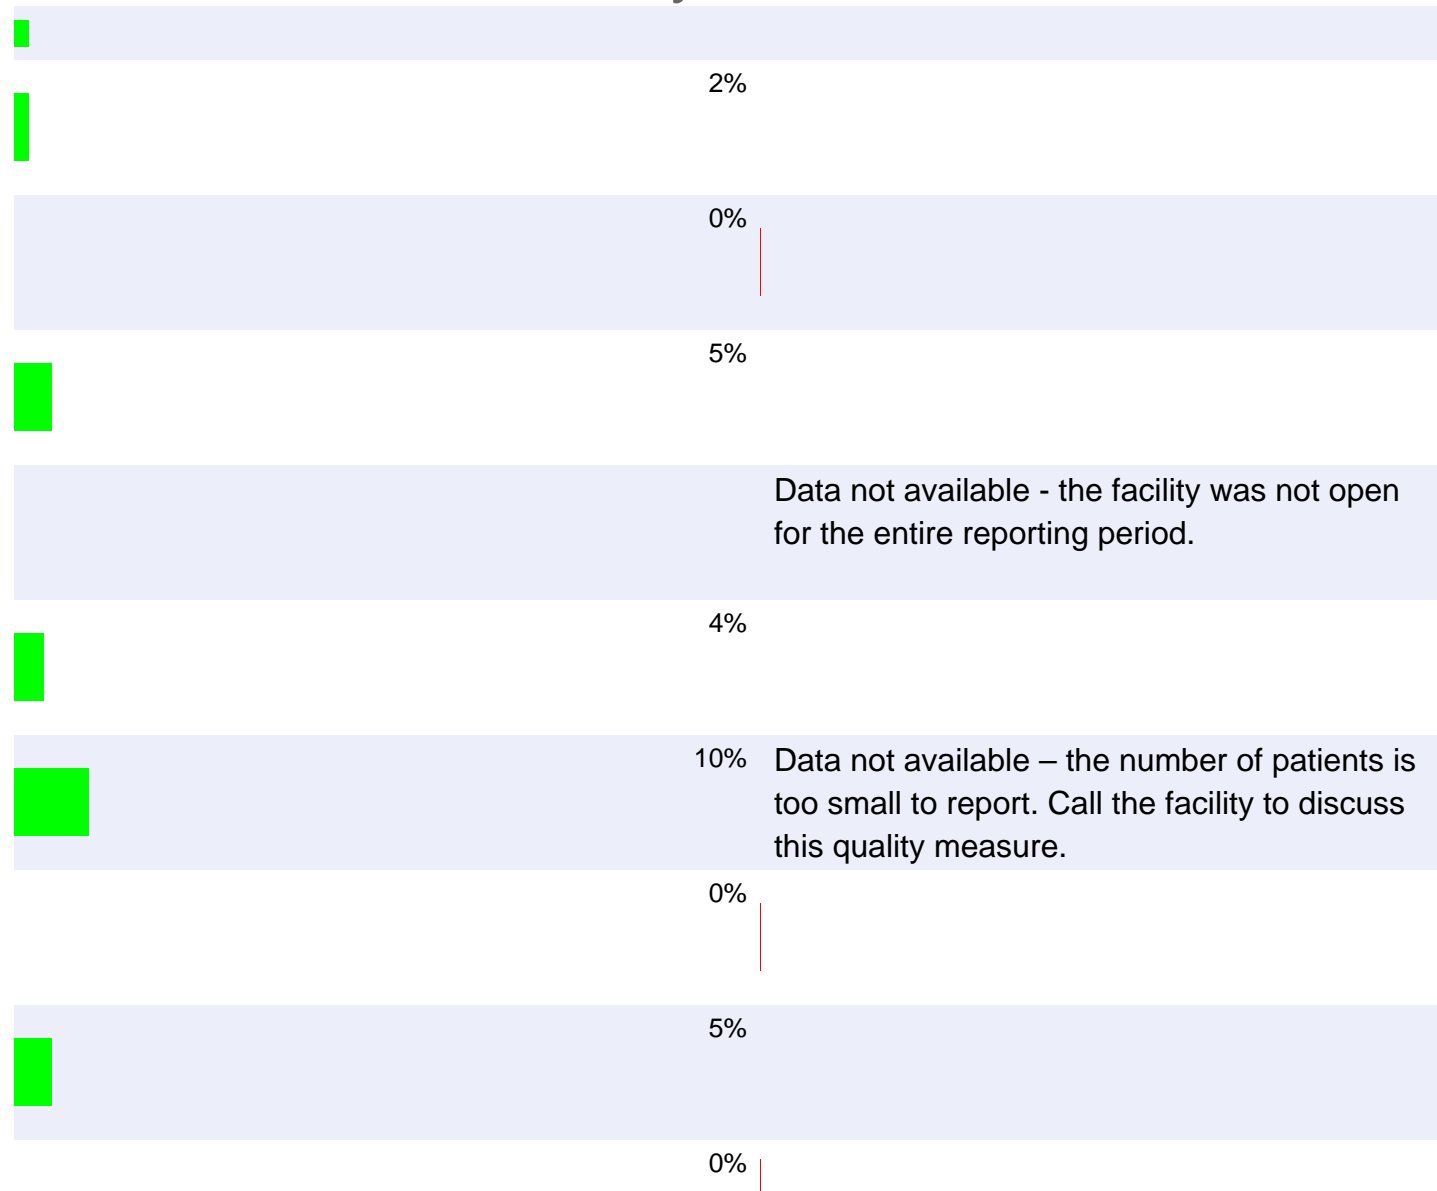 2%
0%
5%
Data not available - the facility was not open
for the entire reporting period.
4%
10%
Data not available – the number of patients is
too small to report. Call the facility to discuss
this quality measure.
0%
5%
0%